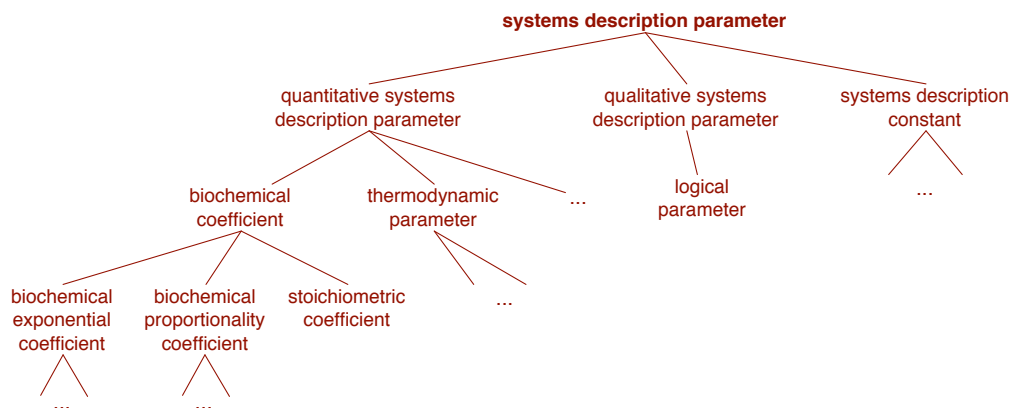 systems description parameter
quantitative systems
description parameter
qualitative systems
description parameter
systems description
constant
biochemical
coefficient
thermodynamic
parameter
...
logical
parameter
...
biochemical
exponential
coefficient
biochemical
proportionality
coefficient
stoichiometric
coefficient
...
...
...